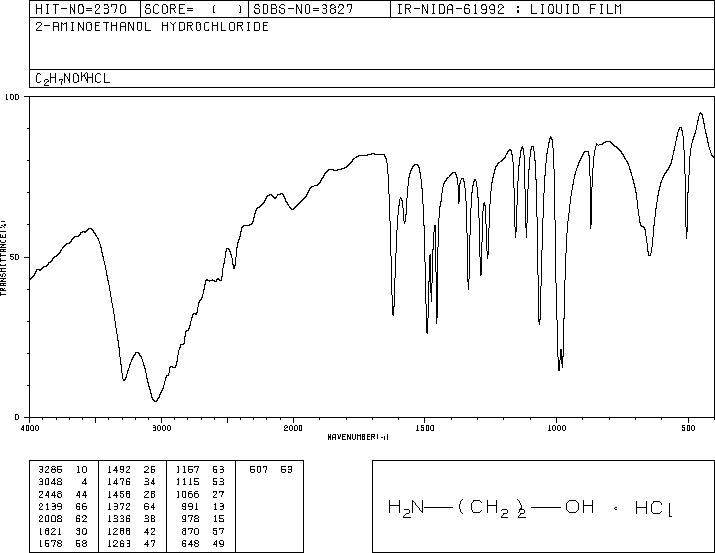 HIT-NO=2370 SCORE= ( ) SDBS-NO=3827 IR-NIDA-61992 : LIQUID FILM
2-AMINOETHANOL HYDROCHLORIDE
C2H7NO·HCL
100
50
0
TRANSMITTANCE(%)
4000 3000 2000 1500 1000 500
WAVENUMBER(-1)
3286 10 1492 26 1157 53 507 53
3048 4 1476 34 1115 53
2448 44 1458 28 1066 27
2139 66 1372 64 991 13
2008 62 1336 38 978 15
1621 30 1288 42 870 57
1578 58 1263 47 648 49
H2N—(CH2)2—OH · HCl